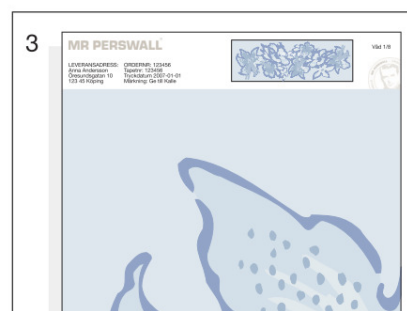 3
MR PERSWALL
Våd 1/8
LEVERANSADRESS: ORDERNR: 123456
Anna Andersson Tapetnr: 123456
Öresundsgatan 10 Tryckdatum 2007-01-01
123 45 Köping Märkning: Ge till Kalle